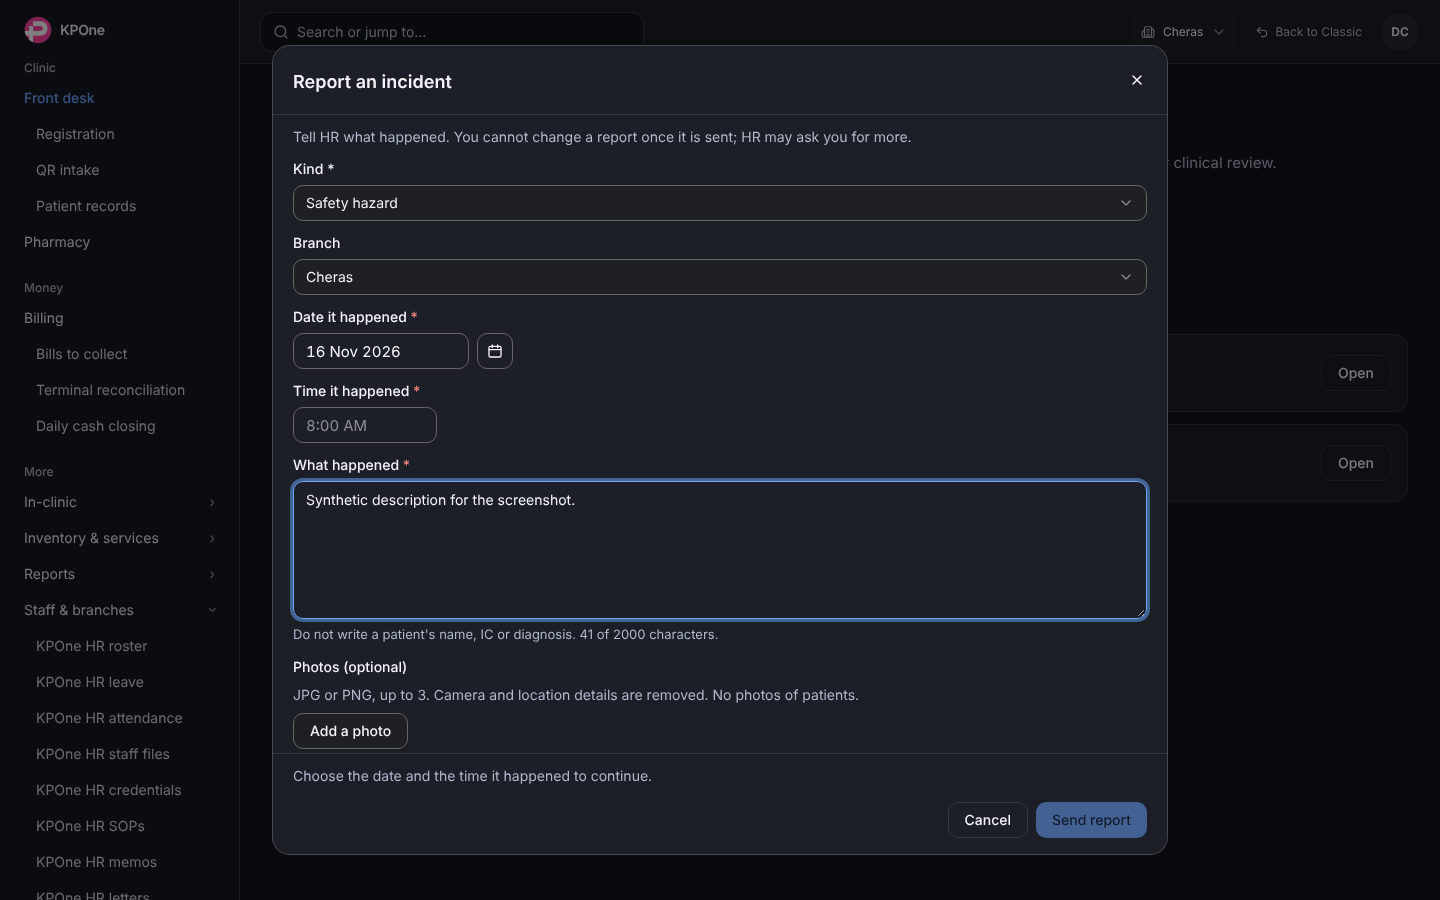 KPOne
Search or jump to...
Cheras
Back to Classic
DC
Clinic
Front desk
Registration
QR intake
Patient records
Pharmacy
Money
Billing
Bills to collect
Terminal reconciliation
Daily cash closing
More
In-clinic
Inventory & services
Reports
Staff & branches
KPOne HR roster
KPOne HR leave
KPOne HR attendance
KPOne HR staff files
KPOne HR credentials
KPOne HR SOPs
KPOne HR memos
KPOne HR letters
Report an incident
Tell HR what happened. You cannot change a report once it is sent; HR may ask you for more.
Kind *
Safety hazard
Branch
Cheras
Date it happened *
16 Nov 2026
Time it happened *
8:00 AM
What happened *
Synthetic description for the screenshot.
Do not write a patient's name, IC or diagnosis. 41 of 2000 characters.
Photos (optional)
JPG or PNG, up to 3. Camera and location details are removed. No photos of patients.
Add a photo
Choose the date and the time it happened to continue.
Cancel
Send report
clinical review.
Open
Open